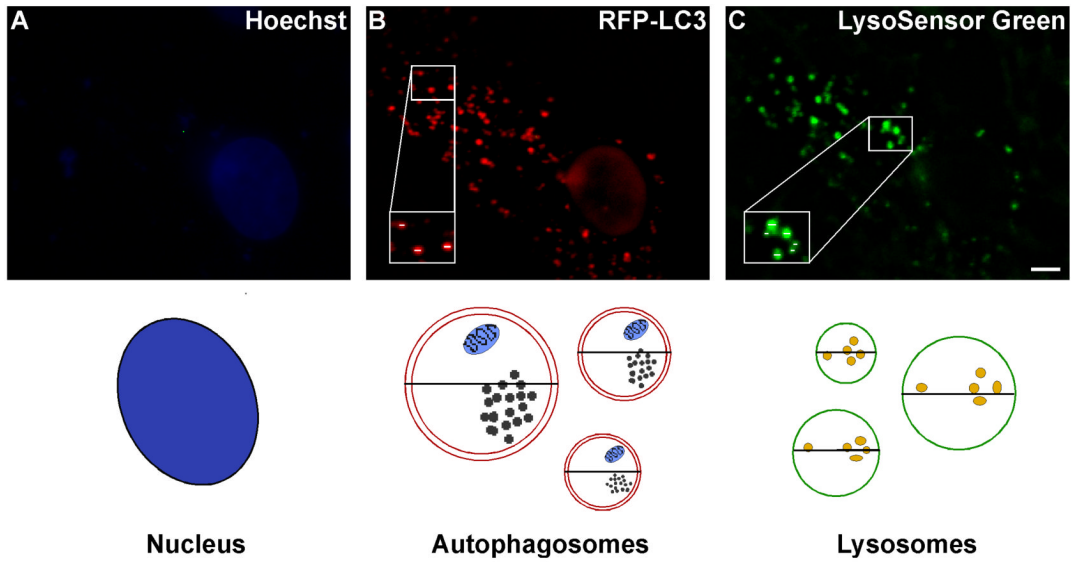 A
Hoechst
B
RFP-LC3
C
LysoSensor Green
Nucleus
Autophagosomes
Lysosomes